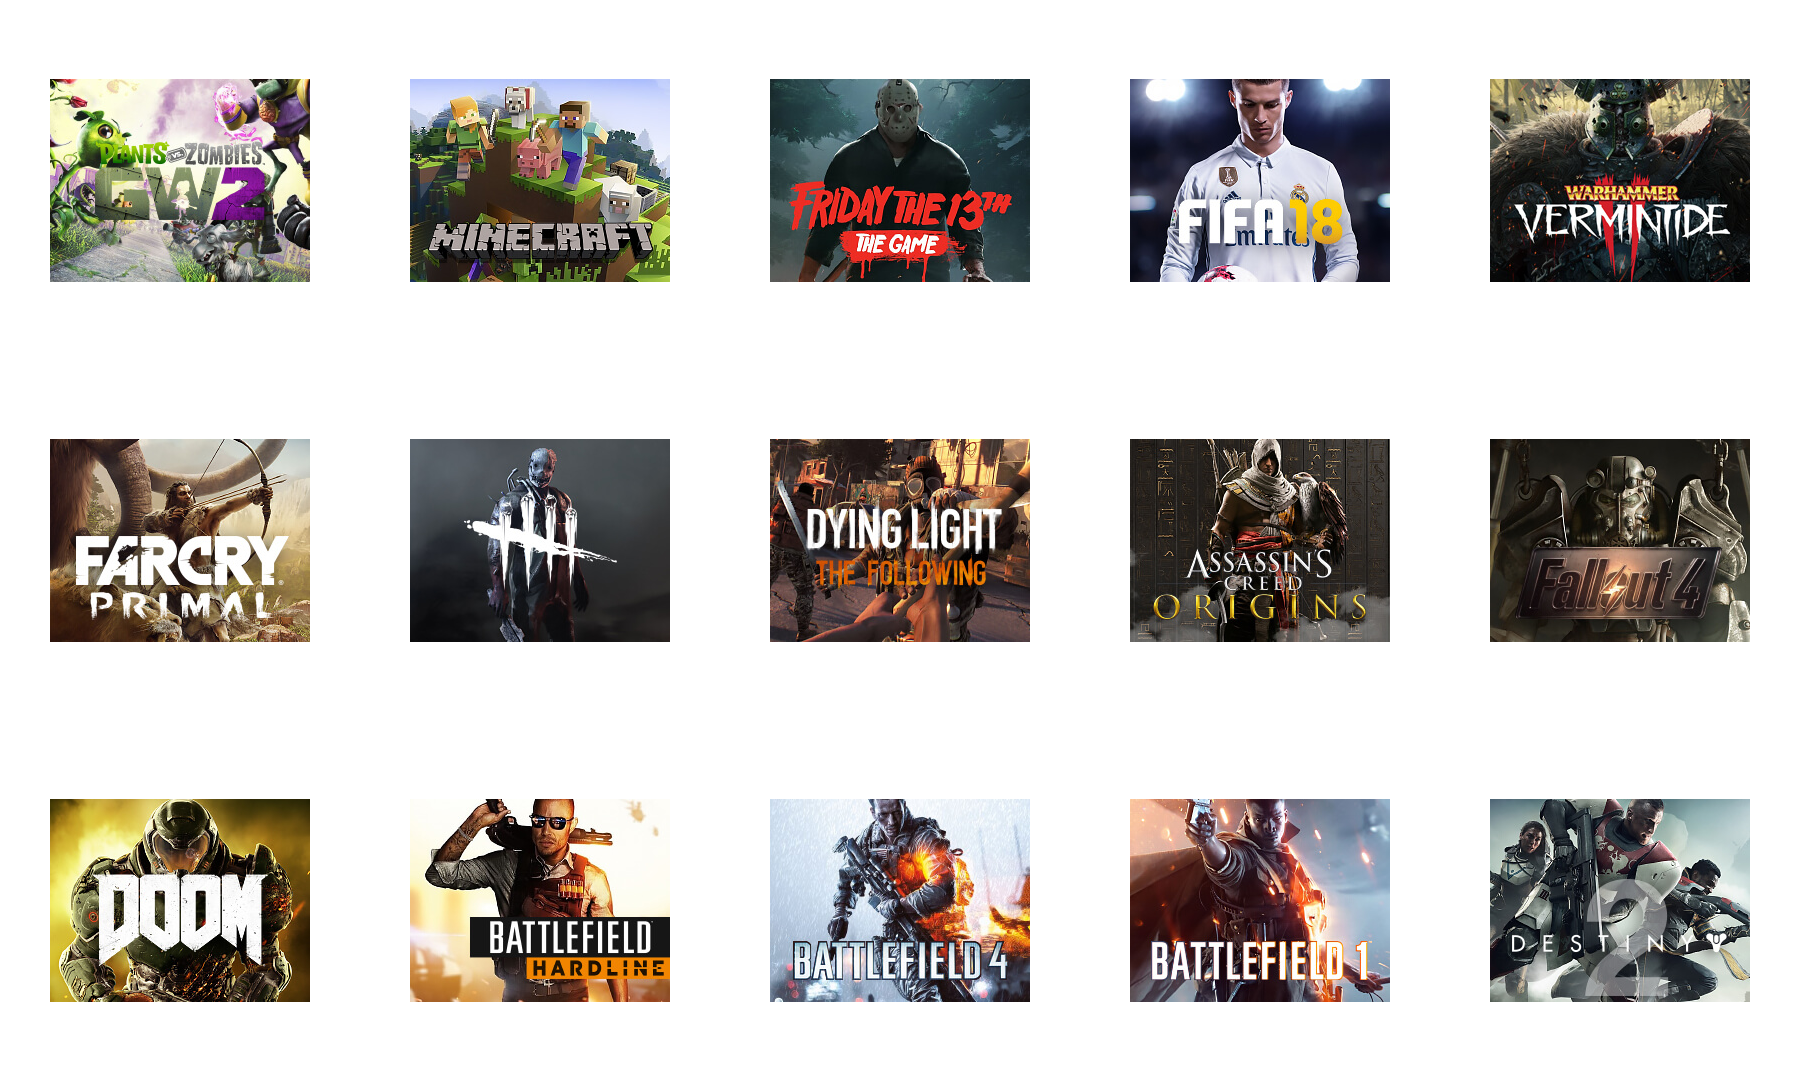 PLANTS VS ZOMBIES
GW2
MINECRAFT
FRIDAY THE 13TH
THE GAME
FIFA 18
Emirates
WARHAMMER
VERMINTIDE
II
FARCRY
PRIMAL
DYING LIGHT
THE FOLLOWING
ASSASSIN'S
CREED
ORIGINS
Fallout 4
DOOM
BATTLEFIELD
HARDLINE
BATTLEFIELD 4
BATTLEFIELD 1
DESTINY
2